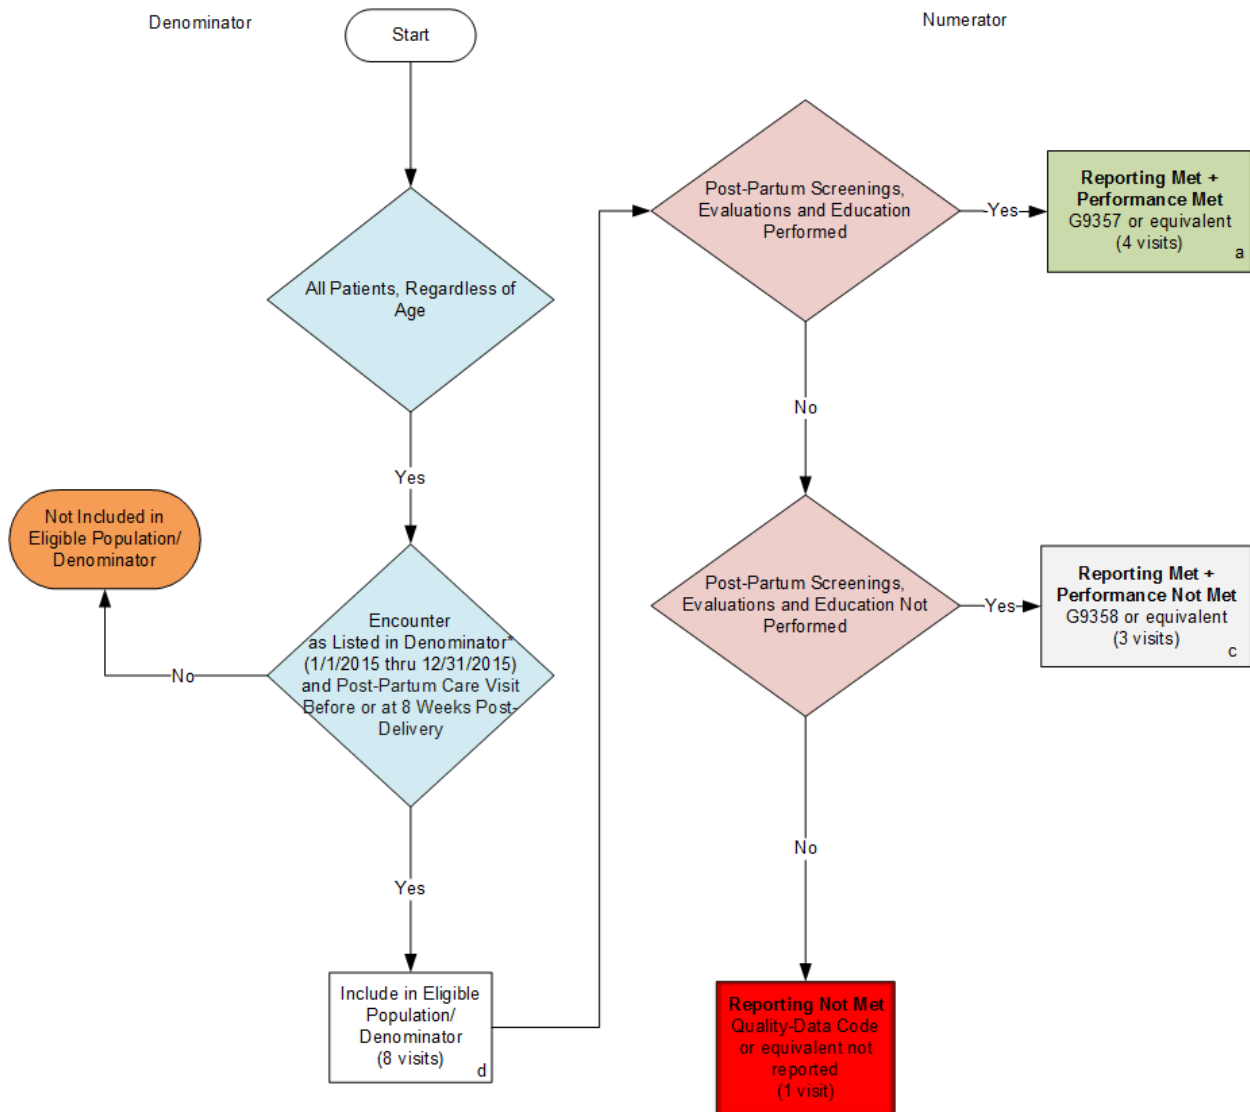 Denominator
Start
Numerator
All Patients, Regardless of
Age
Yes
Not Included in
Eligible Population/
Denominator
No
Encounter
as Listed in Denominator*
(1/1/2015 thru 12/31/2015)
and Post-Partum Care Visit
Before or at 8 Weeks Post-
Delivery
Yes
Include in Eligible
Population/
Denominator
(8 visits)
d
Post-Partum Screenings,
Evaluations and Education
Performed
Yes
Reporting Met +
Performance Met
G9357 or equivalent
(4 visits)
a
No
Post-Partum Screenings,
Evaluations and Education Not
Performed
Yes
Reporting Met +
Performance Not Met
G9358 or equivalent
(3 visits)
c
No
Reporting Not Met
Quality-Data Code
or equivalent not
reported
(1 visit)